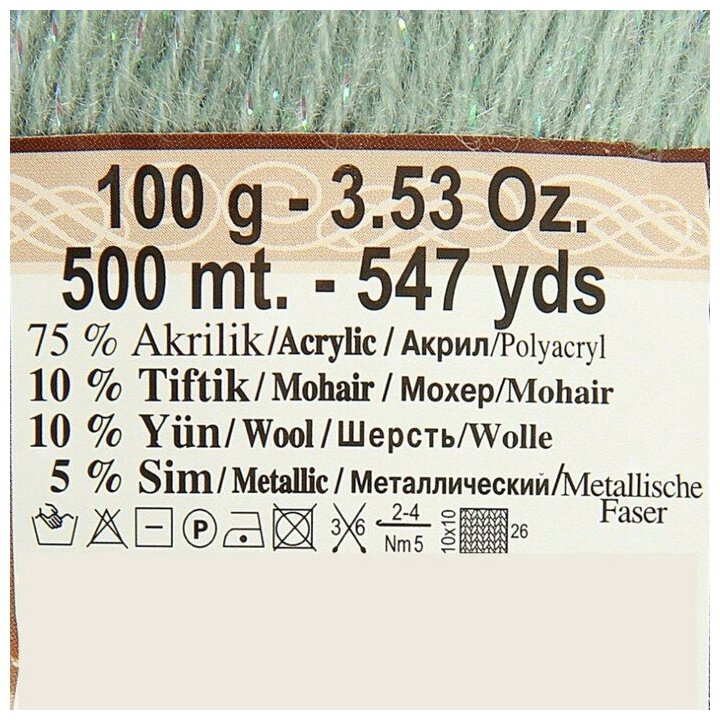 100 g - 3.53 Oz.
500 mt. - 547 yds
75 % Akrilik/Acrylic / Акрил/Polyacryl
10 % Tiftik / Mohair / Мохер/Mohair
10 % Yün / Wool / Шерсть/Wolle
5 % Sim / Metallic / Металлический/Metallische
Faser
P 3 6 2-4 Nm 5 10x10 26